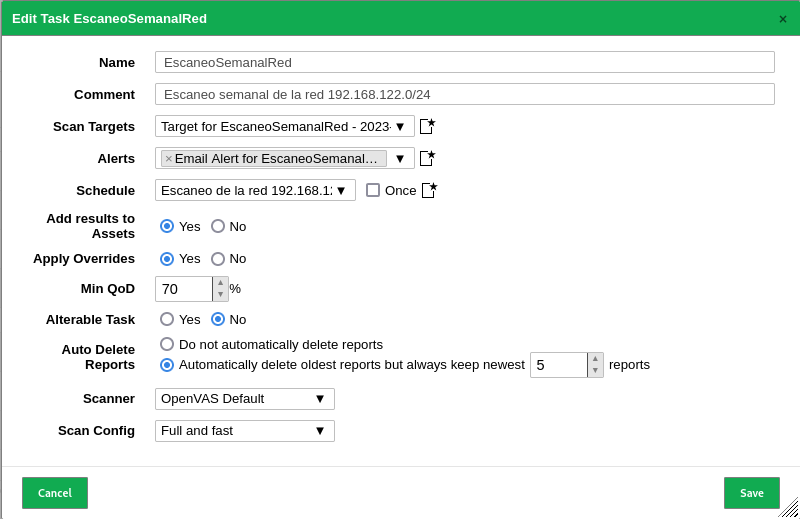 Edit Task EscaneoSemanalRed ×
Name EscaneoSemanalRed
Comment Escaneo semanal de la red 192.168.122.0/24
Scan Targets Target for EscaneoSemanalRed - 2023- ▼
Alerts × Email Alert for EscaneoSemanal… ▼
Schedule Escaneo de la red 192.168.12 ▼ Once
Add results to
Assets Yes No
Apply Overrides Yes No
Min QoD 70 %
Alterable Task Yes No
Auto Delete
Reports
Do not automatically delete reports
Automatically delete oldest reports but always keep newest 5 reports
Scanner OpenVAS Default ▼
Scan Config Full and fast ▼
Cancel Save